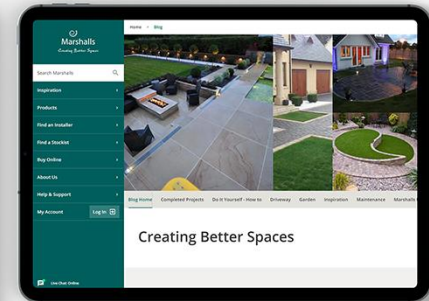 Marshalls
Creating Better Spaces
Search Marshalls
Inspiration
Products
Find an Installer
Find a Stockist
Buy Online
About Us
Help & Support
My Account
Log In
Live Chat: Online
Home > Blog
Blog Home Completed Projects Do It Yourself - How to Driveway Garden Inspiration Maintenance Marshalls
Creating Better Spaces